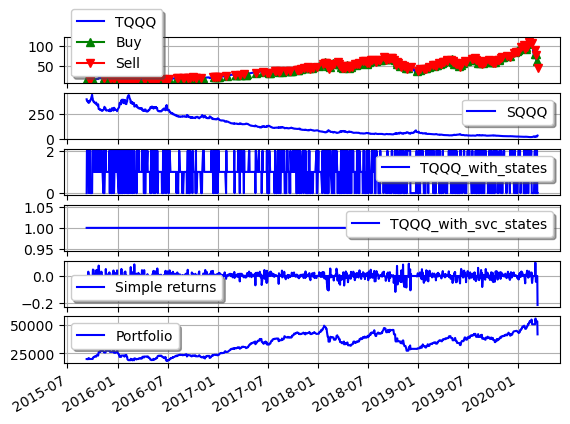 TQQQ
Buy
Sell
100
50
SQQQ
250
0
TQQQ_with_states
2
0
TQQQ_with_svc_states
1.05
1.00
0.95
Simple returns
0.0
−0.2
Portfolio
50000
25000
2015-07
2016-01
2016-07
2017-01
2017-07
2018-01
2018-07
2019-01
2019-07
2020-01